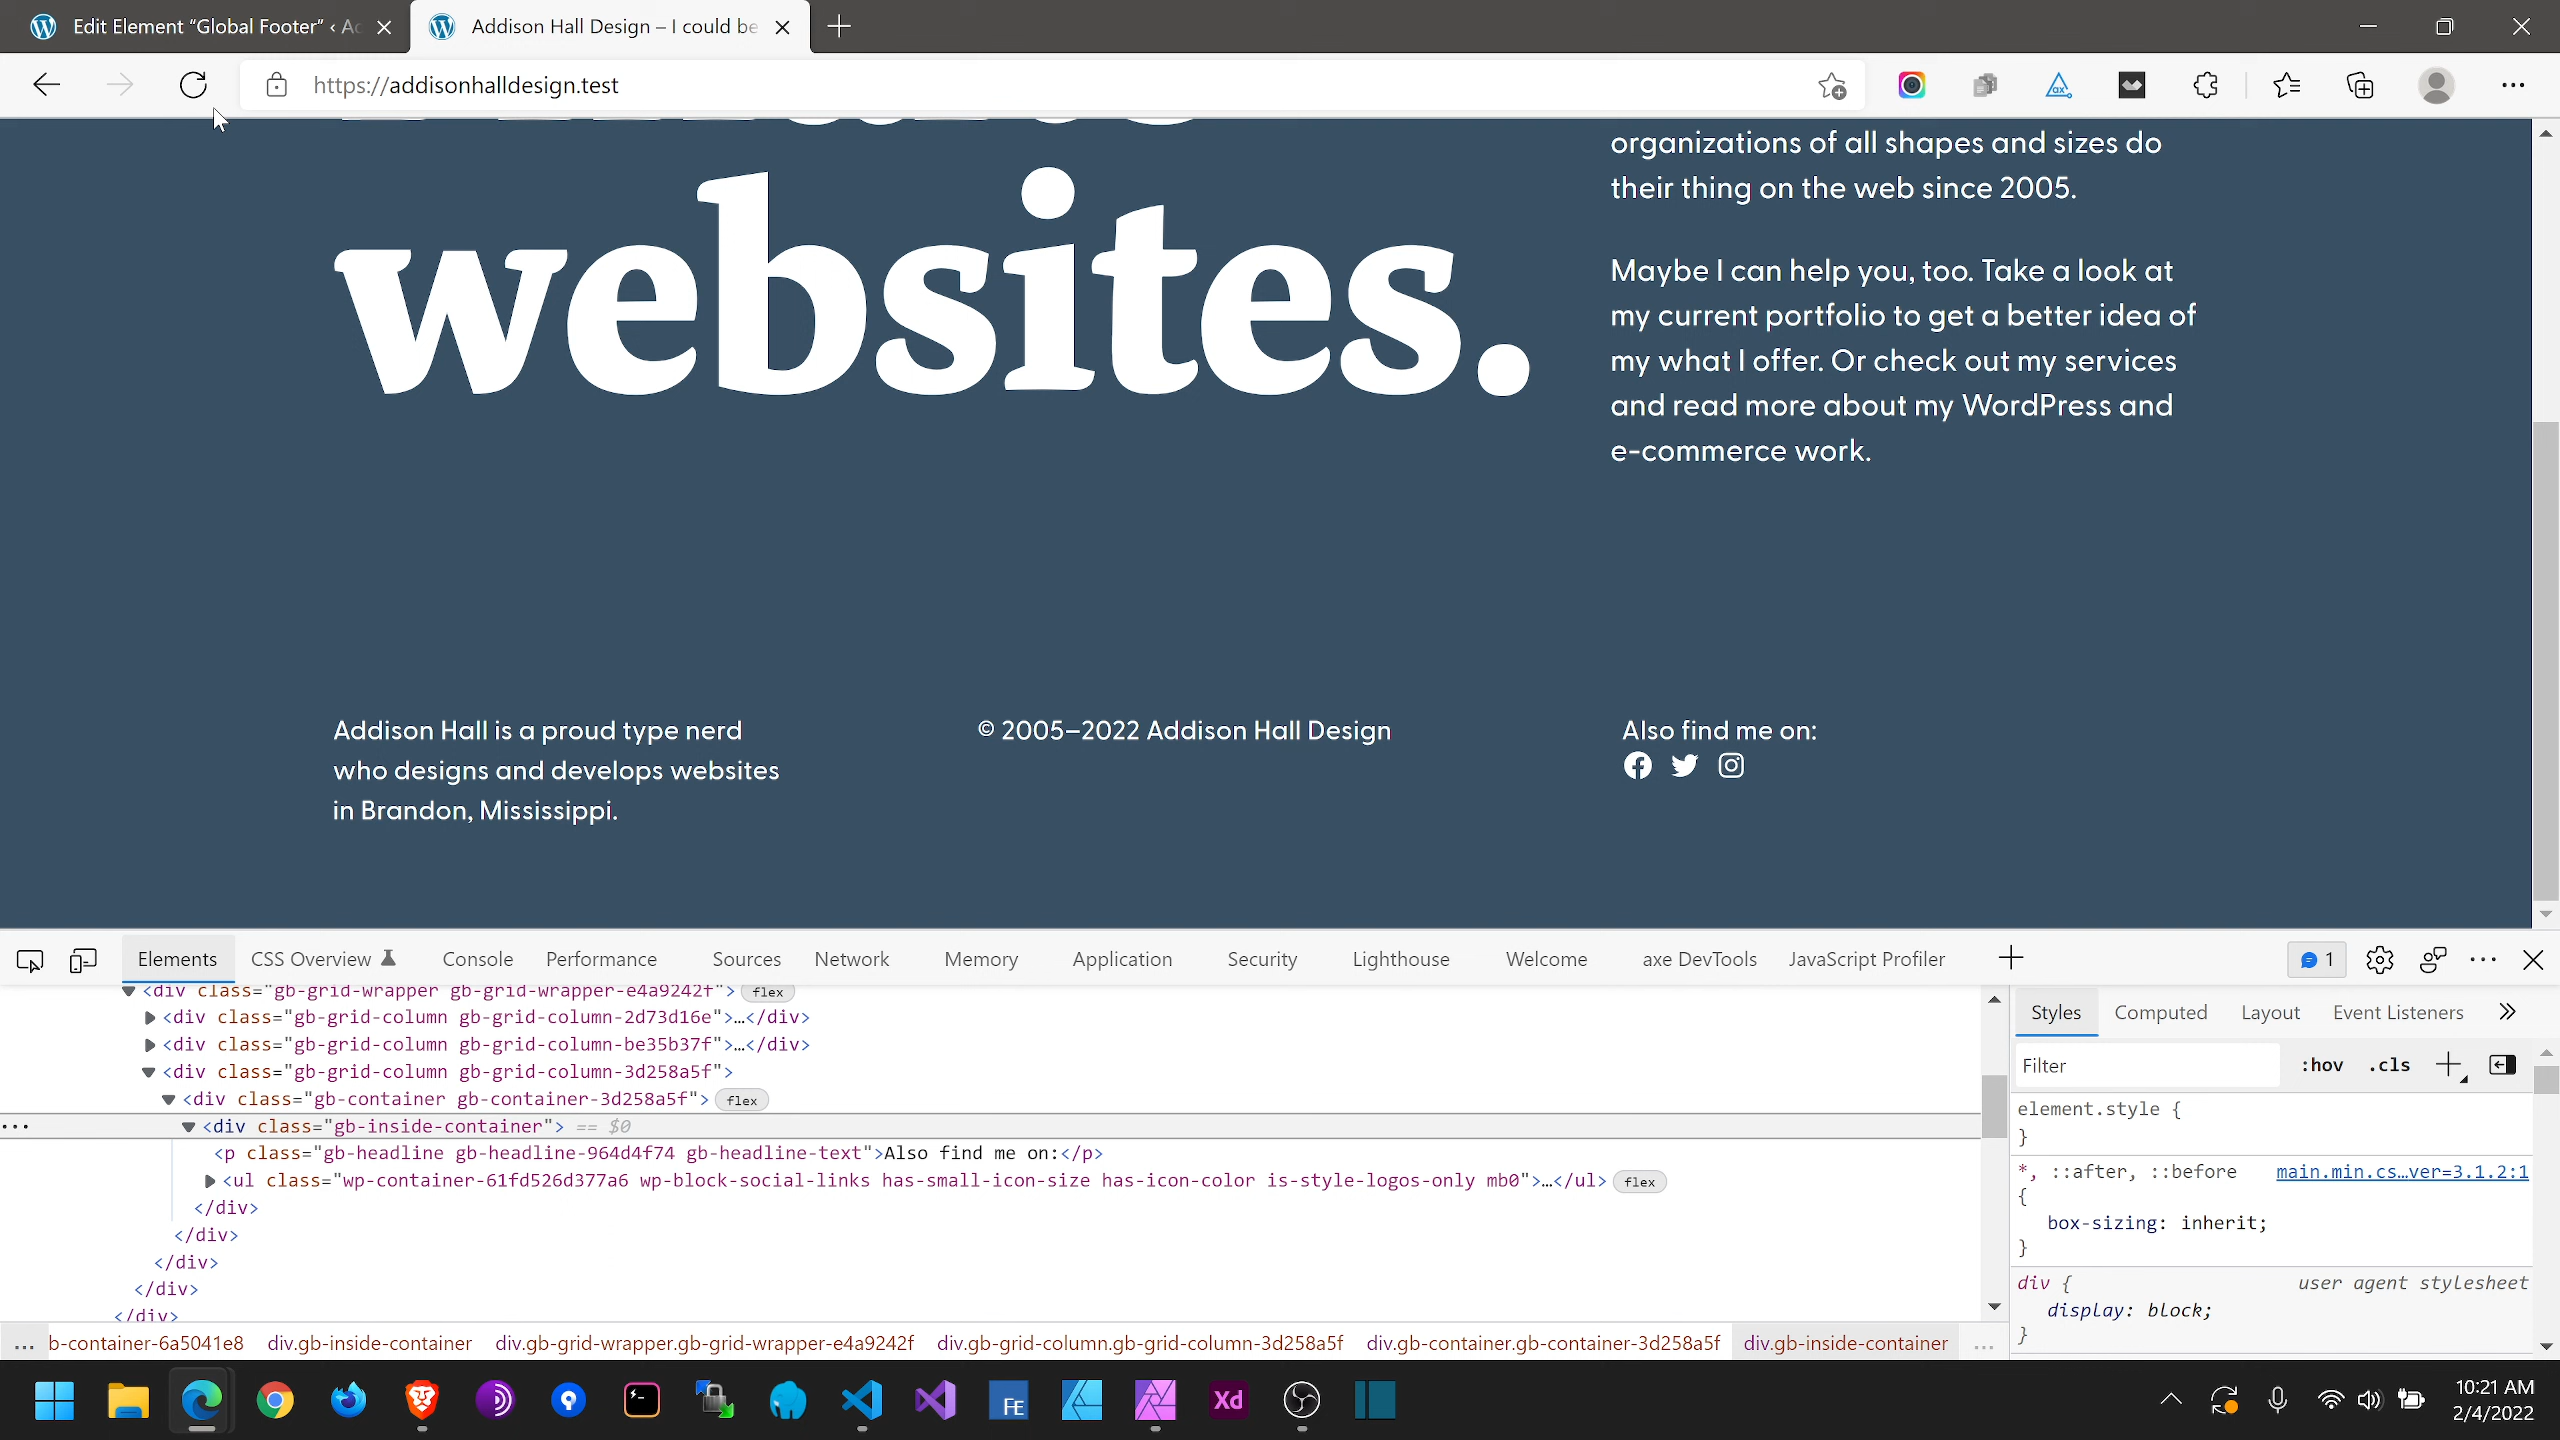 Edit Element “Global Footer” ‹ Ac
Addison Hall Design – I could be
https://addisonhalldesign.test
organizations of all shapes and sizes do
their thing on the web since 2005.
websites.
Maybe I can help you, too. Take a look at
my current portfolio to get a better idea of
my what I offer. Or check out my services
and read more about my WordPress and
e-commerce work.
Addison Hall is a proud type nerd
who designs and develops websites
in Brandon, Mississippi.
© 2005–2022 Addison Hall Design
Also find me on:
Elements CSS Overview Console Performance Sources Network Memory Application Security Lighthouse Welcome axe DevTools JavaScript Profiler 1
<div class="gb-grid-wrapper gb-grid-wrapper-e4a9242f"> flex
<div class="gb-grid-column gb-grid-column-2d73d16e">…</div>
<div class="gb-grid-column gb-grid-column-be35b37f">…</div>
<div class="gb-grid-column gb-grid-column-3d258a5f">
<div class="gb-container gb-container-3d258a5f"> flex
<div class="gb-inside-container"> == $0
<p class="gb-headline gb-headline-964d4f74 gb-headline-text">Also find me on:</p>
<ul class="wp-container-61fd526d377a6 wp-block-social-links has-small-icon-size has-icon-color is-style-logos-only mb0">…</ul> flex
</div>
</div>
</div>
</div>
</div>
... b-container-6a5041e8 div.gb-inside-container div.gb-grid-wrapper.gb-grid-wrapper-e4a9242f div.gb-grid-column.gb-grid-column-3d258a5f div.gb-container.gb-container-3d258a5f div.gb-inside-container ...
Styles Computed Layout Event Listeners
Filter :hov .cls
element.style {
}
*, ::after, ::before main.min.cs…ver=3.1.2:1
{
box-sizing: inherit;
}
div { user agent stylesheet
display: block;
}
FE
Xd
10:21 AM
2/4/2022